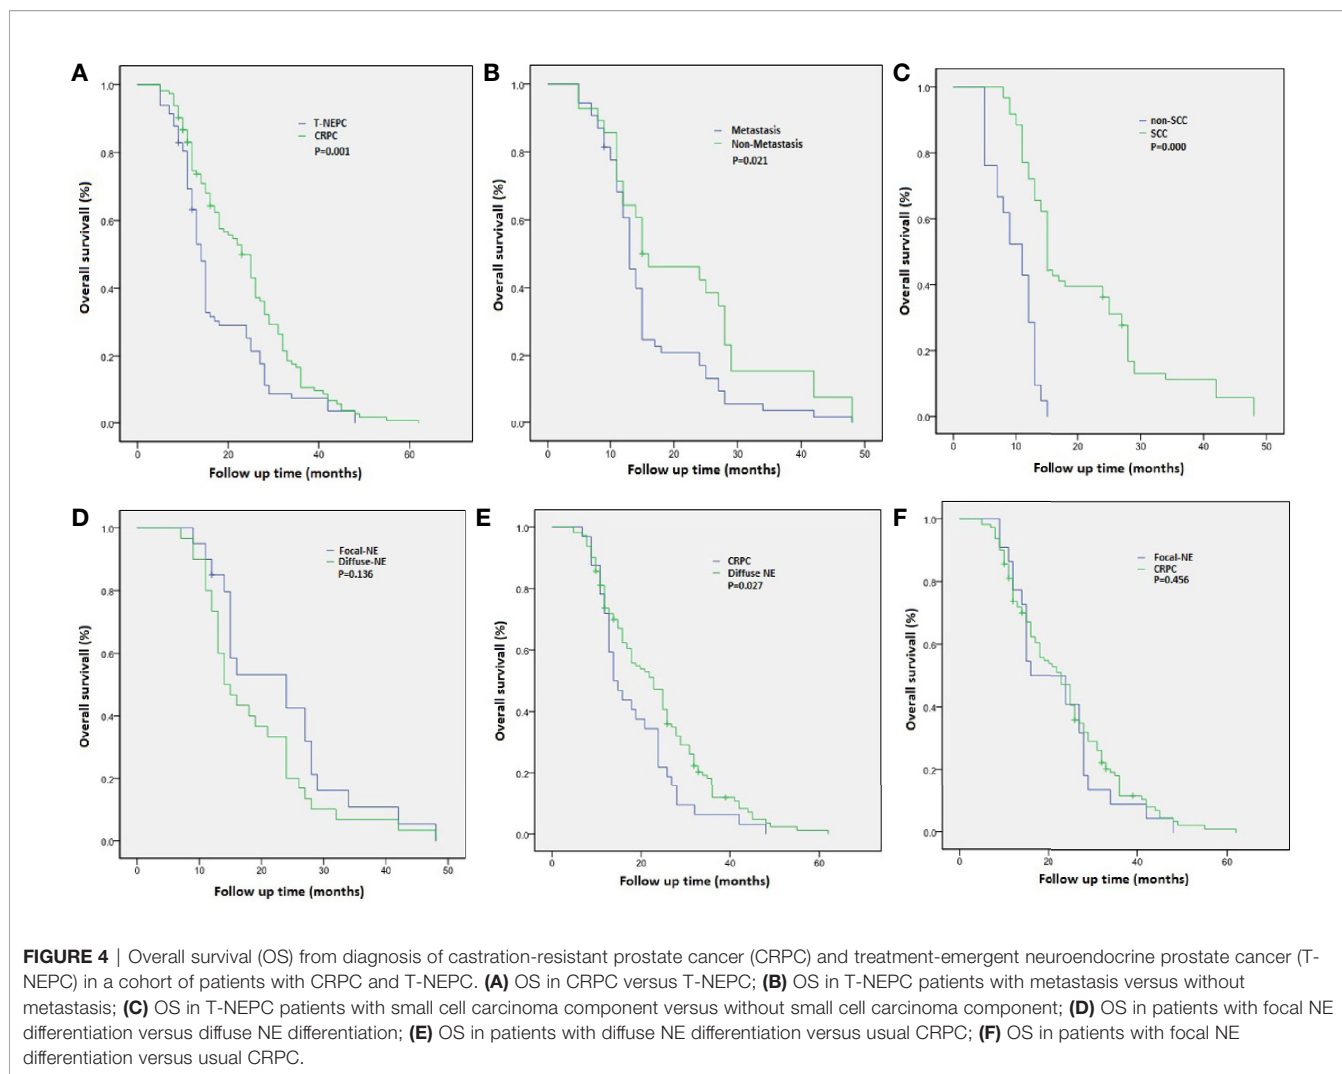 A
1.0
0.8
0.6
0.4
0.2
0.0
Overall survivall (%)
T-NEPC
CRPC
P=0.001
0 20 40 60
Follow up time (months)
B
1.0
0.8
0.6
0.4
0.2
0.0
Overall survivall (%)
Metastasis
Non-Metastasis
P=0.021
0 10 20 30 40 50
Follow up time (months)
C
1.0
0.8
0.6
0.4
0.2
0.0
Overall survivall (%)
non-SCC
SCC
P=0.000
0 10 20 30 40 50
Follow up time (months)
D
1.0
0.8
0.6
0.4
0.2
0.0
Overall survivall (%)
Focal-NE
Diffuse-NE
P=0.136
0 10 20 30 40 50
Follow up time (months)
E
1.0
0.8
0.6
0.4
0.2
0.0
Overall survivall (%)
CRPC
Diffuse NE
P=0.027
0 20 40 60
Follow up time (months)
F
1.0
0.8
0.6
0.4
0.2
0.0
Overall survivall (%)
Focal-NE
CRPC
P=0.456
0 20 40 60
Follow up time (months)
FIGURE 4 | Overall survival (OS) from diagnosis of castration-resistant prostate cancer (CRPC) and treatment-emergent neuroendocrine prostate cancer (T-
NEPC) in a cohort of patients with CRPC and T-NEPC. (A) OS in CRPC versus T-NEPC; (B) OS in T-NEPC patients with metastasis versus without
metastasis; (C) OS in T-NEPC patients with small cell carcinoma component versus without small cell carcinoma component; (D) OS in patients with focal NE
differentiation versus diffuse NE differentiation; (E) OS in patients with diffuse NE differentiation versus usual CRPC; (F) OS in patients with focal NE
differentiation versus usual CRPC.